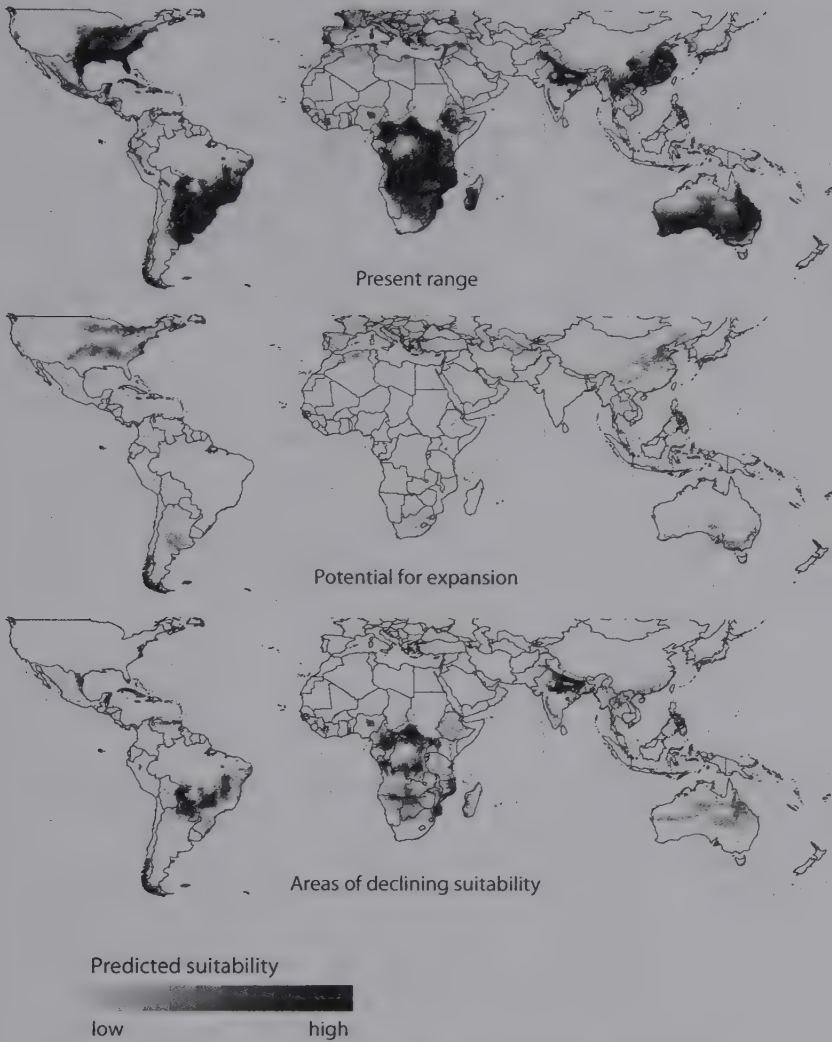 Present range
Potential for expansion
Areas of declining suitability
Predicted suitability
low high